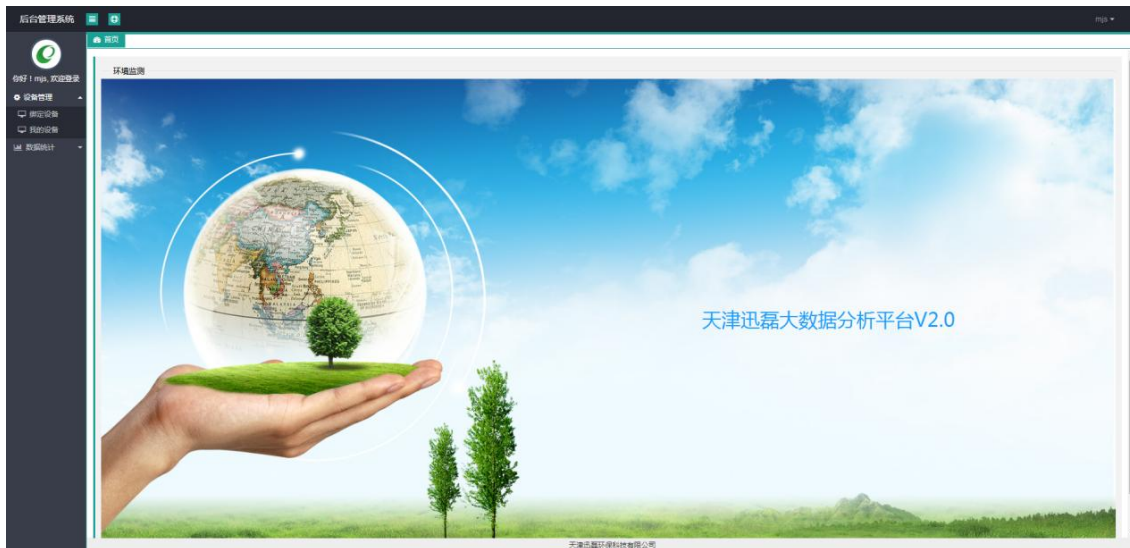 后台管理系统
mjs
首页
你好！mjs, 欢迎登录
设备管理
绑定设备
我的设备
数据统计
环境监测
天津迅磊大数据分析平台V2.0
天津迅磊环保科技有限公司